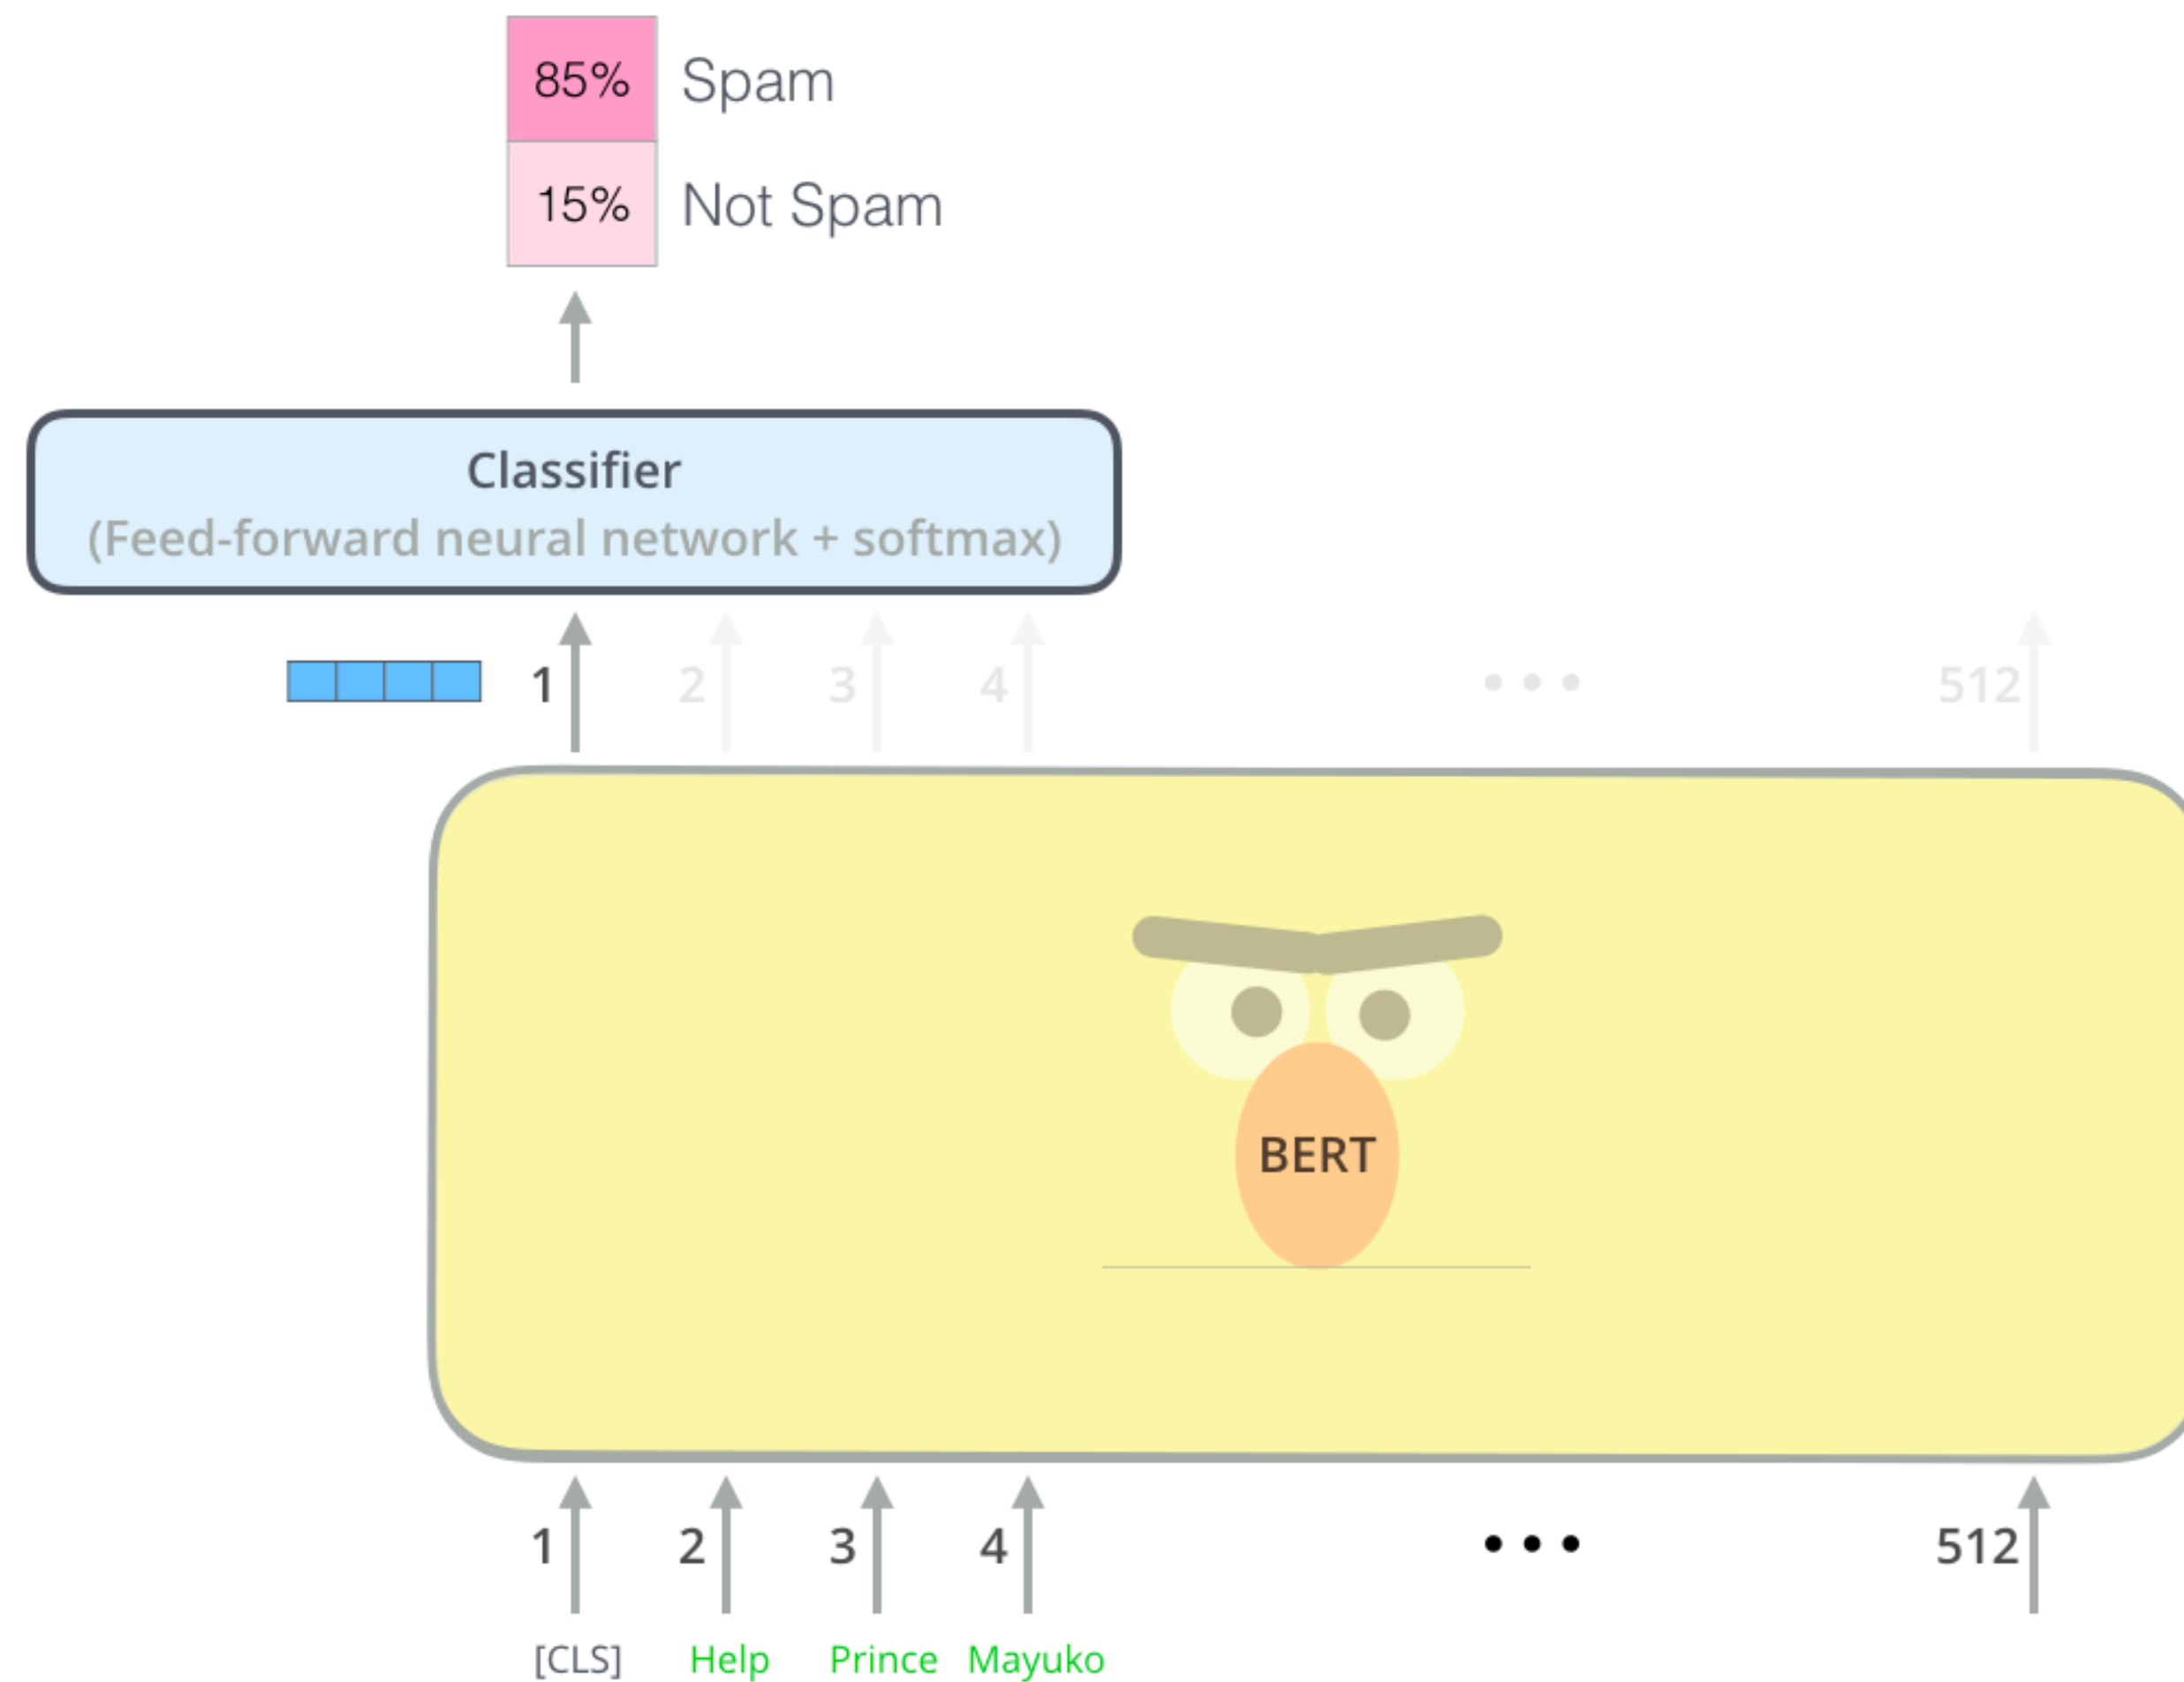 85% Spam
15% Not Spam
Classifier
(Feed-forward neural network + softmax)
1 2 3 4 ••• 512
BERT
1 2 3 4 ••• 512
[CLS] Help Prince Mayuko